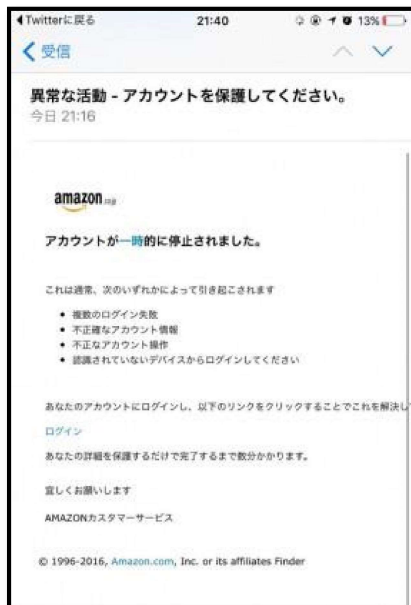 Twitterに戻る 21:40 13%
受信
異常な活動 - アカウントを保護してください。
今日 21:16
amazon
アカウントが一時的に停止されました。
これは通常、次のいずれかによって引き起こされます
• 複数のログイン失敗
• 不正確なアカウント情報
• 不正なアカウント操作
• 認識されていないデバイスからログインしてください
あなたのアカウントにログインし、以下のリンクをクリックすることでこれを解決し
ログイン
あなたの詳細を保護するだけで完了するまで数分かかります。
宜しくお願いします
AMAZONカスタマーサービス
© 1996-2016, Amazon.com, Inc. or its affiliates Finder